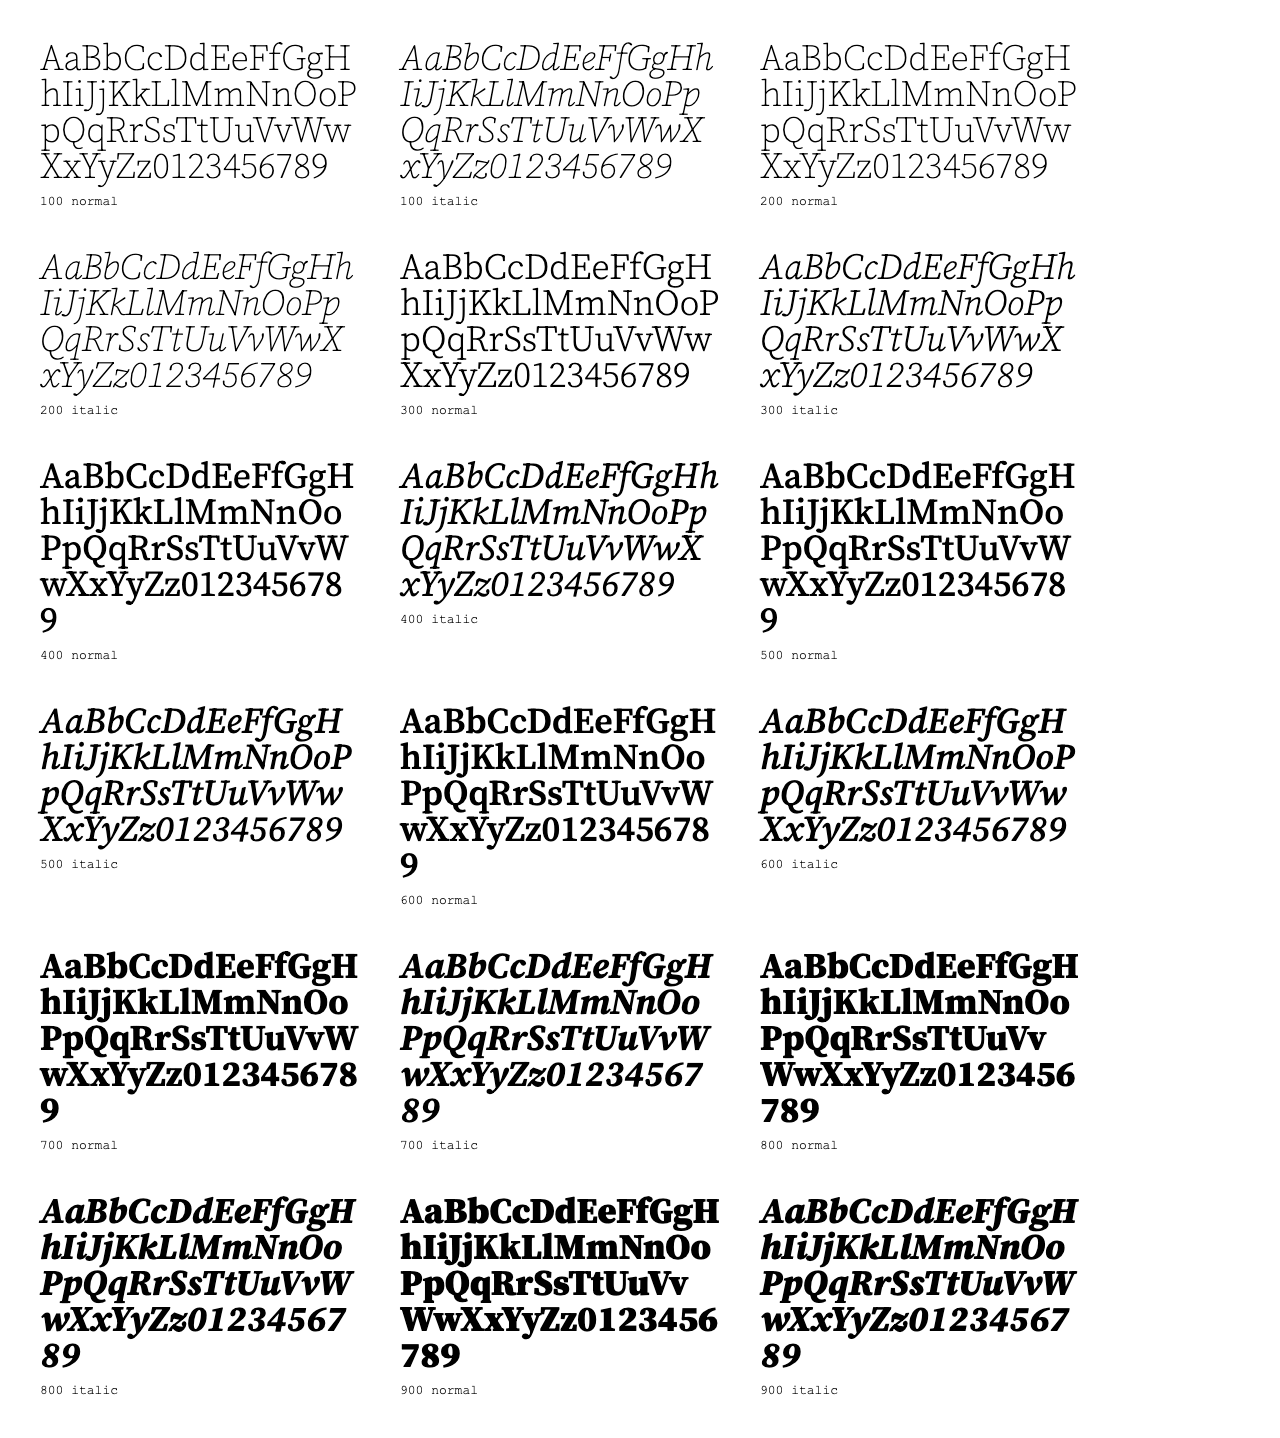 AaBbCcDdEeFfGgH
hIiJjKkLlMmNnOoP
pQqRrSsTtUuVvWw
XxYyZz0123456789
100 normal
AaBbCcDdEeFfGgHh
IiJjKkLlMmNnOoPp
QqRrSsTtUuVvWwX
xYyZz0123456789
100 italic
AaBbCcDdEeFfGgH
hIiJjKkLlMmNnOoP
pQqRrSsTtUuVvWw
XxYyZz0123456789
200 normal
AaBbCcDdEeFfGgHh
IiJjKkLlMmNnOoPp
QqRrSsTtUuVvWwX
xYyZz0123456789
200 italic
AaBbCcDdEeFfGgH
hIiJjKkLlMmNnOoP
pQqRrSsTtUuVvWw
XxYyZz0123456789
300 normal
AaBbCcDdEeFfGgHh
IiJjKkLlMmNnOoPp
QqRrSsTtUuVvWwX
xYyZz0123456789
300 italic
AaBbCcDdEeFfGgH
hIiJjKkLlMmNnOo
PpQqRrSsTtUuVvW
wXxYyZz012345678
9
400 normal
AaBbCcDdEeFfGgHh
IiJjKkLlMmNnOoPp
QqRrSsTtUuVvWwX
xYyZz0123456789
400 italic
AaBbCcDdEeFfGgH
hIiJjKkLlMmNnOo
PpQqRrSsTtUuVvW
wXxYyZz012345678
9
500 normal
AaBbCcDdEeFfGgH
hIiJjKkLlMmNnOoP
pQqRrSsTtUuVvWw
XxYyZz0123456789
500 italic
AaBbCcDdEeFfGgH
hIiJjKkLlMmNnOo
PpQqRrSsTtUuVvW
wXxYyZz012345678
9
600 normal
AaBbCcDdEeFfGgH
hIiJjKkLlMmNnOoP
pQqRrSsTtUuVvWw
XxYyZz0123456789
600 italic
AaBbCcDdEeFfGgH
hIiJjKkLlMmNnOo
PpQqRrSsTtUuVvW
wXxYyZz012345678
9
700 normal
AaBbCcDdEeFfGgH
hIiJjKkLlMmNnOo
PpQqRrSsTtUuVvW
wXxYyZz01234567
89
700 italic
AaBbCcDdEeFfGgH
hIiJjKkLlMmNnOo
PpQqRrSsTtUuVv
WwXxYyZz0123456
789
800 normal
AaBbCcDdEeFfGgH
hIiJjKkLlMmNnOo
PpQqRrSsTtUuVvW
wXxYyZz01234567
89
800 italic
AaBbCcDdEeFfGgH
hIiJjKkLlMmNnOo
PpQqRrSsTtUuVv
WwXxYyZz0123456
789
900 normal
AaBbCcDdEeFfGgH
hIiJjKkLlMmNnOo
PpQqRrSsTtUuVvW
wXxYyZz01234567
89
900 italic